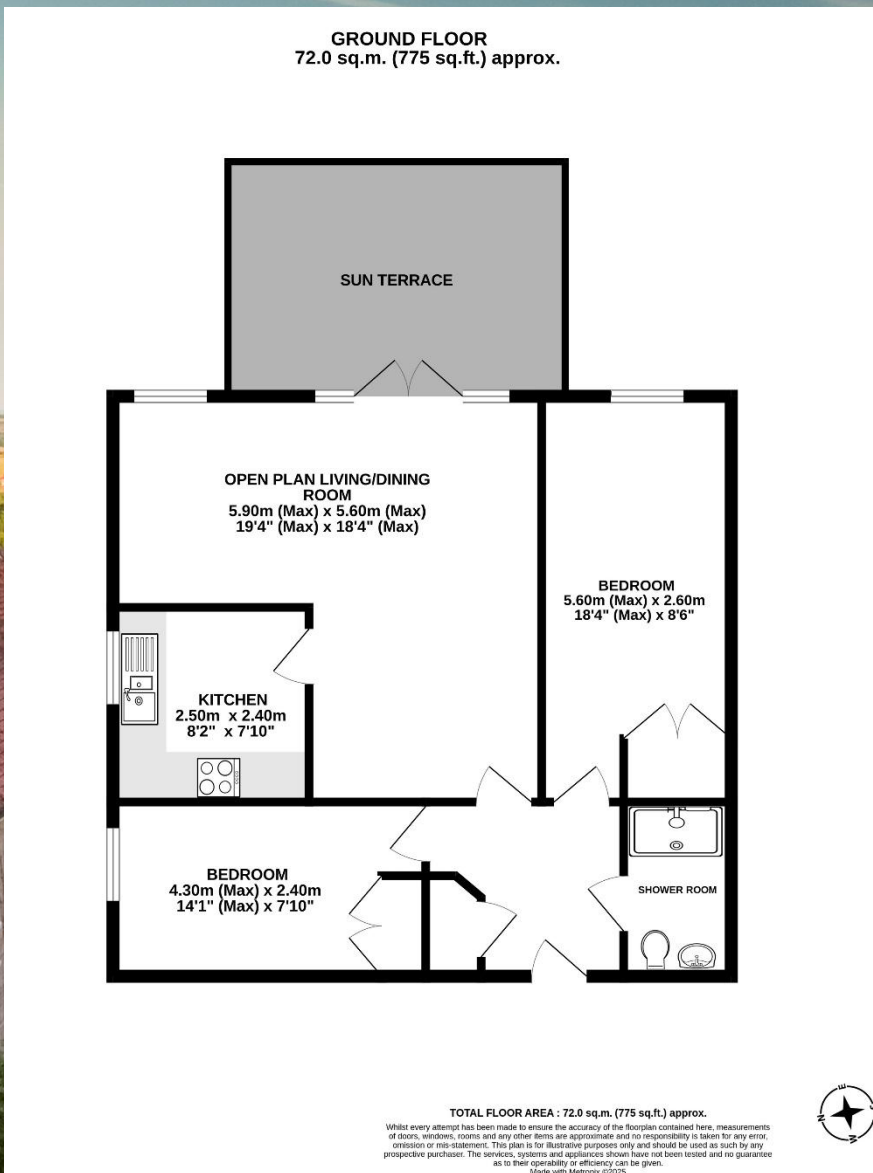 GROUND FLOOR
72.0 sq.m. (775 sq.ft.) approx.
SUN TERRACE
OPEN PLAN LIVING/DINING
ROOM
5.90m (Max) x 5.60m (Max)
19'4" (Max) x 18'4" (Max)
BEDROOM
5.60m (Max) x 2.60m
18'4" (Max) x 8'6"
KITCHEN
2.50m x 2.40m
8'2" x 7'10"
BEDROOM
4.30m (Max) x 2.40m
14'1" (Max) x 7'10"
SHOWER ROOM
TOTAL FLOOR AREA : 72.0 sq.m. (775 sq.ft.) approx.
Whilst every attempt has been made to ensure the accuracy of the floorplan contained here, measurements
of doors, windows, rooms and any other items are approximate and no responsibility is taken for any error,
omission or mis-statement. This plan is for illustrative purposes only and should be used as such by any
prospective purchaser. The services, systems and appliances shown have not been tested and no guarantee
as to their operability or efficiency can be given.
Made with Metropix ©2025
N
E
S
W